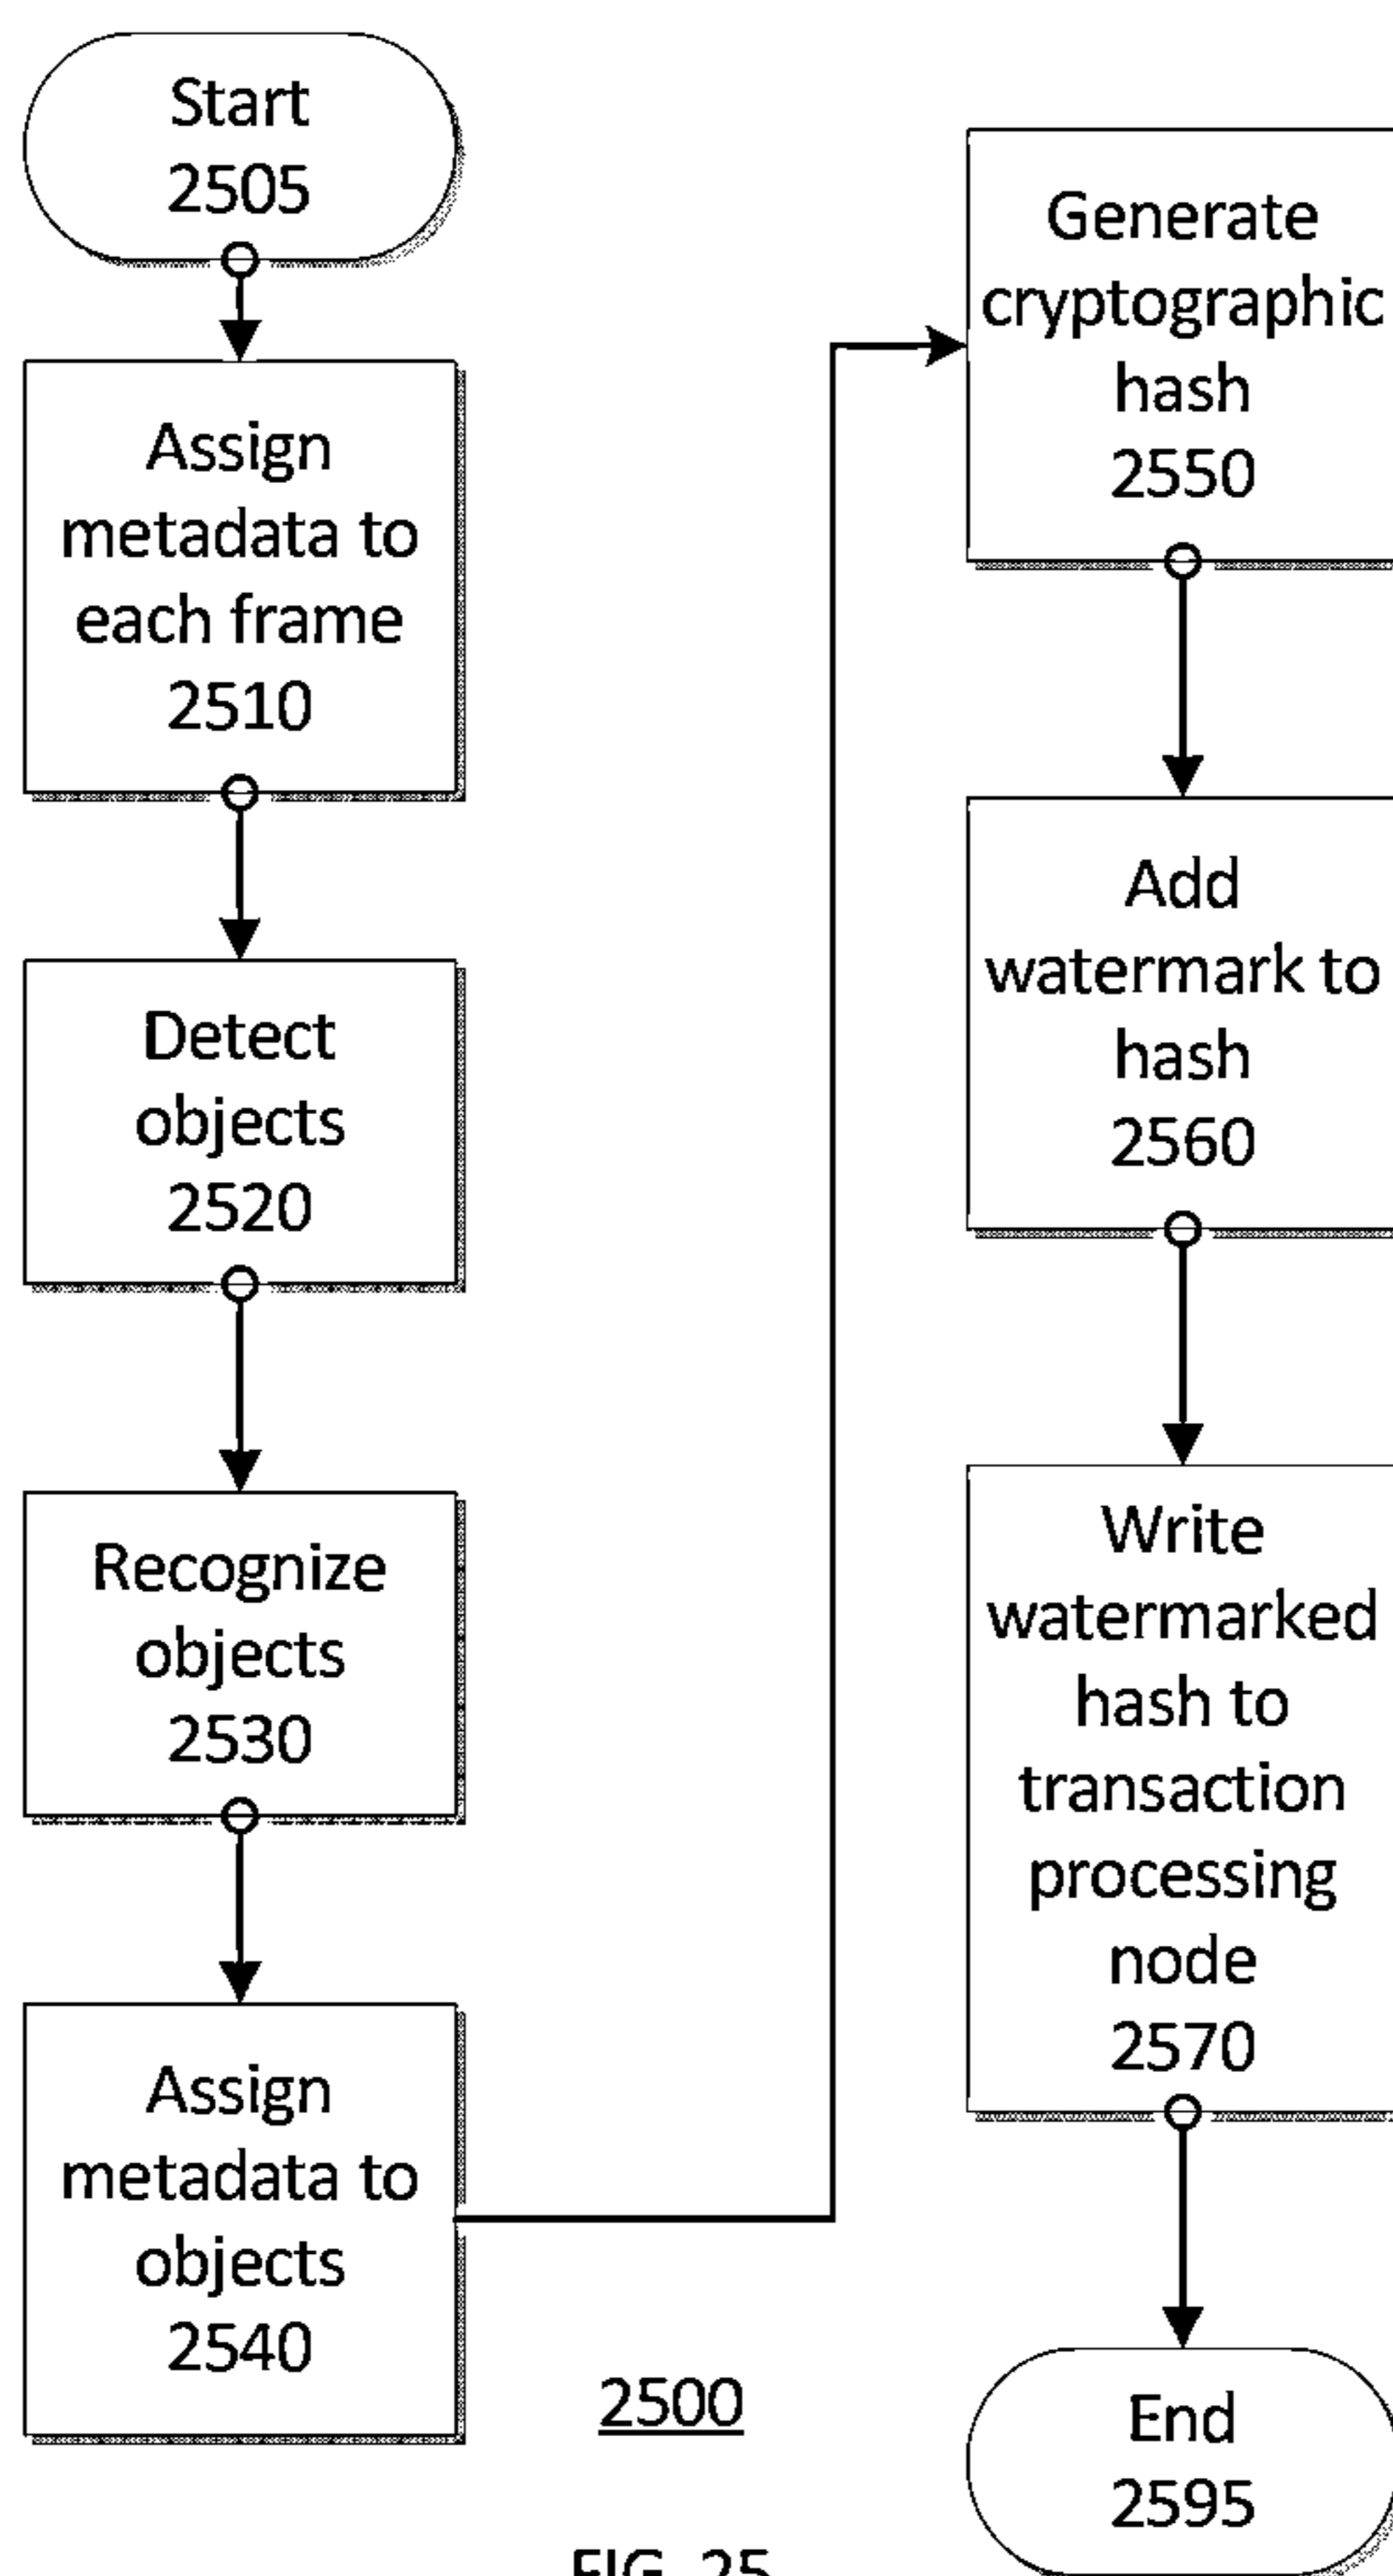 Start
2505
Assign
metadata to
each frame
2510
Detect
objects
2520
Recognize
objects
2530
Assign
metadata to
objects
2540
Generate
cryptographic
hash
2550
Add
watermark to
hash
2560
Write
watermarked
hash to
transaction
processing
node
2570
End
2595
2500
FIG. 25